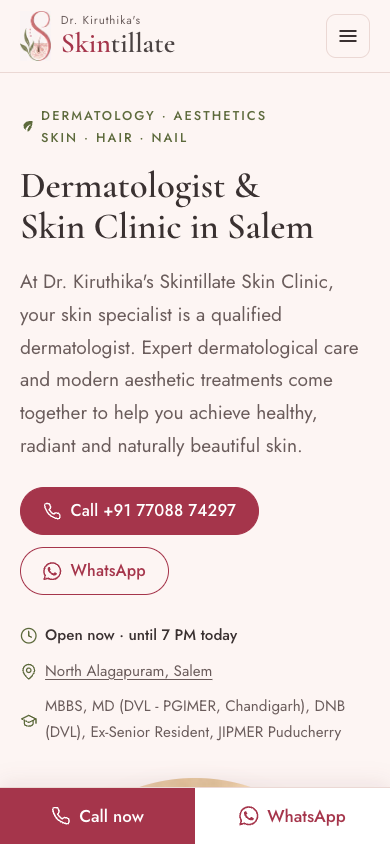 Dr. Kiruthika's
Skintillate
DERMATOLOGY · AESTHETICS
SKIN · HAIR · NAIL
Dermatologist &
Skin Clinic in Salem
At Dr. Kiruthika's Skintillate Skin Clinic,
your skin specialist is a qualified
dermatologist. Expert dermatological care
and modern aesthetic treatments come
together to help you achieve healthy,
radiant and naturally beautiful skin.
Call +91 77088 74297
WhatsApp
Open now · until 7 PM today
North Alagapuram, Salem
MBBS, MD (DVL - PGIMER, Chandigarh), DNB
(DVL), Ex-Senior Resident, JIPMER Puducherry
Call now
WhatsApp